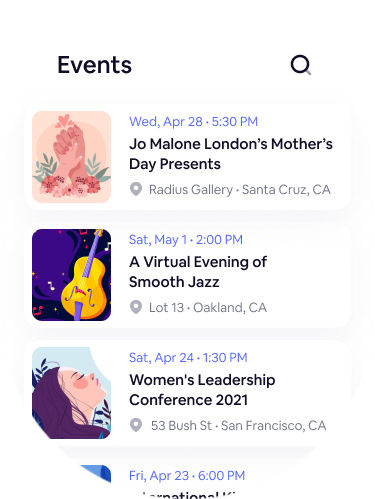 Events
Wed, Apr 28 • 5:30 PM
Jo Malone London’s Mother’s
Day Presents
Radius Gallery • Santa Cruz, CA
Sat, May 1 • 2:00 PM
A Virtual Evening of
Smooth Jazz
Lot 13 • Oakland, CA
Sat, Apr 24 • 1:30 PM
Women's Leadership
Conference 2021
53 Bush St • San Francisco, CA
Fri, Apr 23 • 6:00 PM